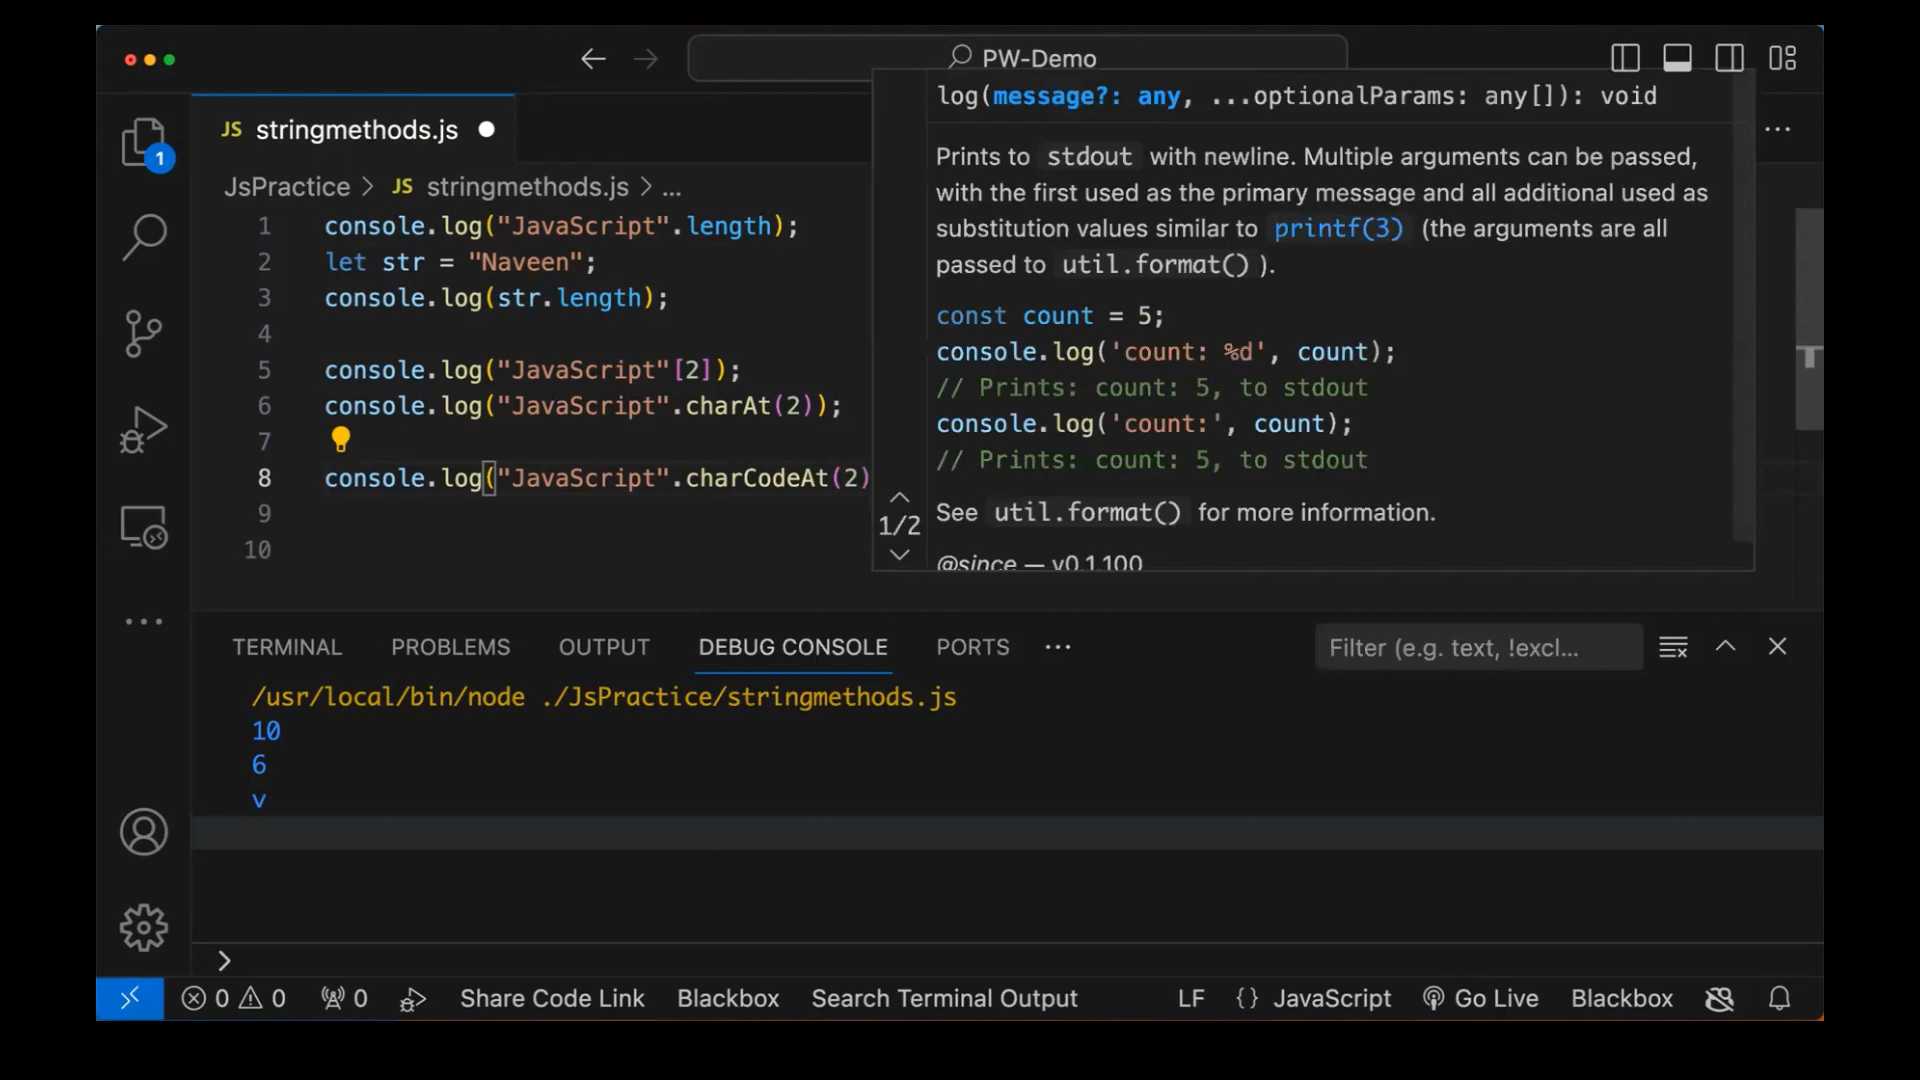 PW-Demo
JS stringmethods.js
1
JsPractice > JS stringmethods.js > ...
1 console.log("JavaScript".length);
2 let str = "Naveen";
3 console.log(str.length);
4
5 console.log("JavaScript"[2]);
6 console.log("JavaScript".charAt(2));
7
8 console.log("JavaScript".charCodeAt(2)
9
10
log(message?: any, ...optionalParams: any[]): void
Prints to stdout with newline. Multiple arguments can be passed,
with the first used as the primary message and all additional used as
substitution values similar to printf(3) (the arguments are all
passed to util.format() ).
const count = 5;
console.log('count: %d', count);
// Prints: count: 5, to stdout
console.log('count:', count);
// Prints: count: 5, to stdout
1/2
See util.format() for more information.
@since — v0.1.100
TERMINAL PROBLEMS OUTPUT DEBUG CONSOLE PORTS ... Filter (e.g. text, !excl...
/usr/local/bin/node ./JsPractice/stringmethods.js
10
6
v
>
0 0 0 Share Code Link Blackbox Search Terminal Output LF {} JavaScript Go Live Blackbox